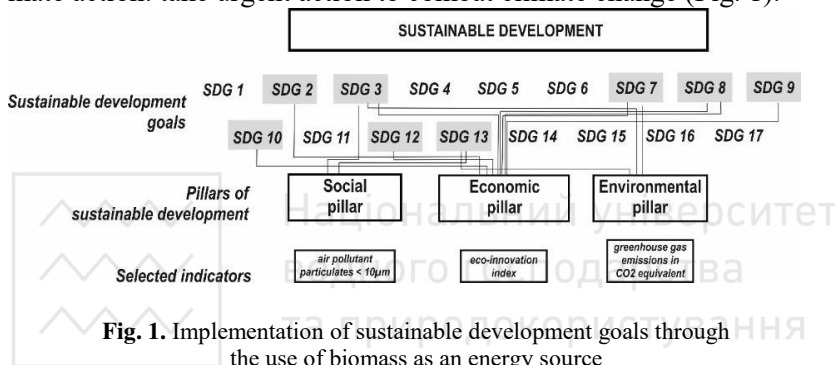 mate action: take urgent action to combat climate change (Fig. 1).
SUSTAINABLE DEVELOPMENT
SDG 1 SDG 2 SDG 3 SDG 4 SDG 5 SDG 6 SDG 7 SDG 8 SDG 9
Sustainable development
goals
SDG 10 SDG 11 SDG 12 SDG 13 SDG 14 SDG 15 SDG 16 SDG 17
Pillars of
sustainable development
Social
pillar
Economic
pillar
Environmental
pillar
Національний університет
Selected indicators
air pollutant
particulates < 10µm
eco-innovation
index
greenhouse gas
emissions in
CO2 equivalent
водного господарства
та природокористування
Fig. 1. Implementation of sustainable development goals through
the use of biomass as an energy source